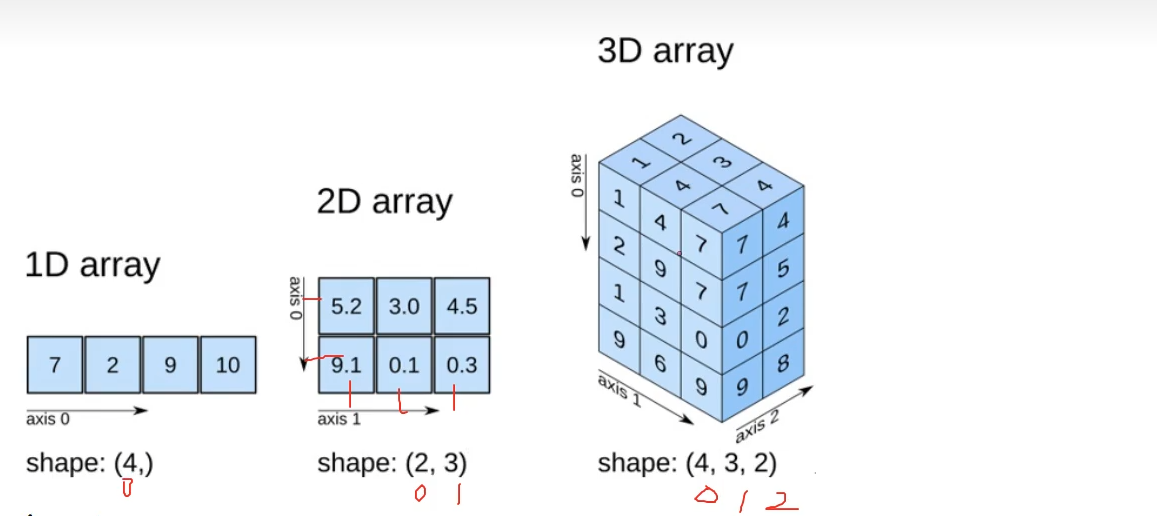 3D array
2D array
1D array
axis 0
7 2 9 10
axis 0
shape: (4,)
0
axis 0
5.2 3.0 4.5
9.1 0.1 0.3
axis 1
shape: (2, 3)
0 1
2
1 3
4 4
7
1 4 7 7 4
2 9 7 7 5
1 3 0 0 2
9 6 9 9 8
axis 1
axis 2
shape: (4, 3, 2)
0 1 2